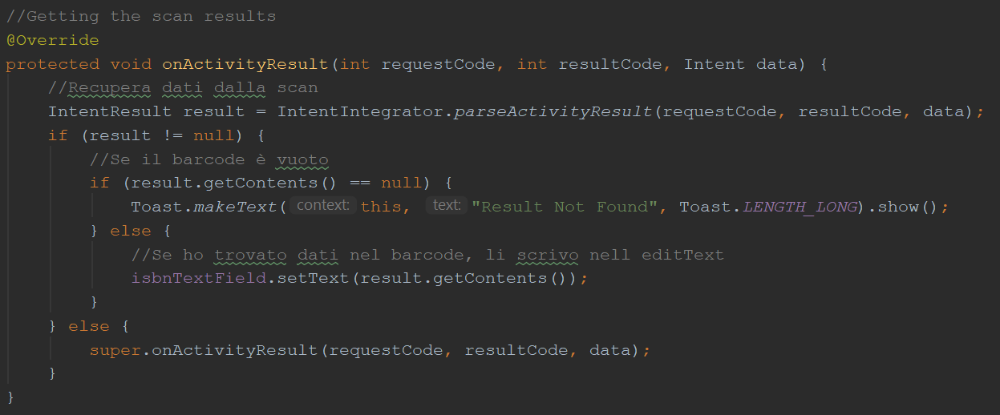 //Getting the scan results
@Override
protected void onActivityResult(int requestCode, int resultCode, Intent data) {
//Recupera dati dalla scan
IntentResult result = IntentIntegrator.parseActivityResult(requestCode, resultCode, data);
if (result != null) {
//Se il barcode è vuoto
if (result.getContents() == null) {
Toast.makeText( context: this, text: "Result Not Found", Toast.LENGTH_LONG).show();
} else {
//Se ho trovato dati nel barcode, li scrivo nell editText
isbnTextField.setText(result.getContents());
}
} else {
super.onActivityResult(requestCode, resultCode, data);
}
}